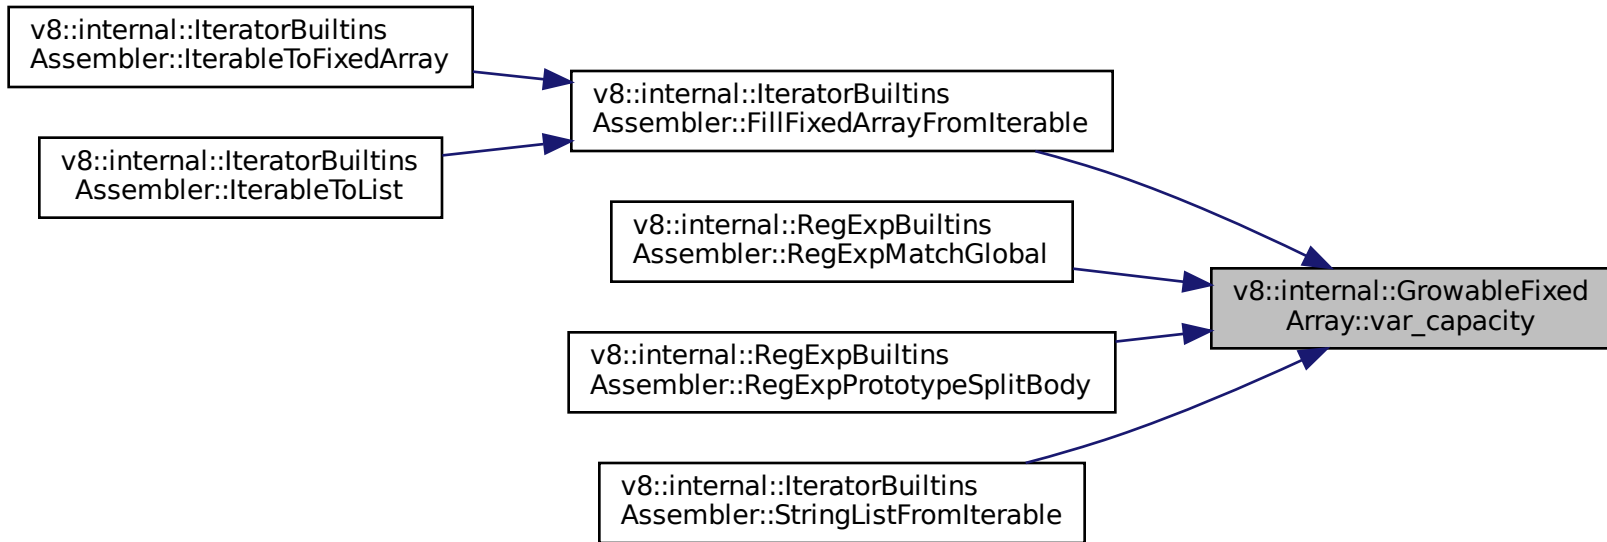 v8::internal::IteratorBuiltins
Assembler::IterableToFixedArray
v8::internal::IteratorBuiltins
Assembler::IterableToList
v8::internal::IteratorBuiltins
Assembler::FillFixedArrayFromIterable
v8::internal::RegExpBuiltins
Assembler::RegExpMatchGlobal
v8::internal::RegExpBuiltins
Assembler::RegExpPrototypeSplitBody
v8::internal::IteratorBuiltins
Assembler::StringListFromIterable
v8::internal::GrowableFixed
Array::var_capacity